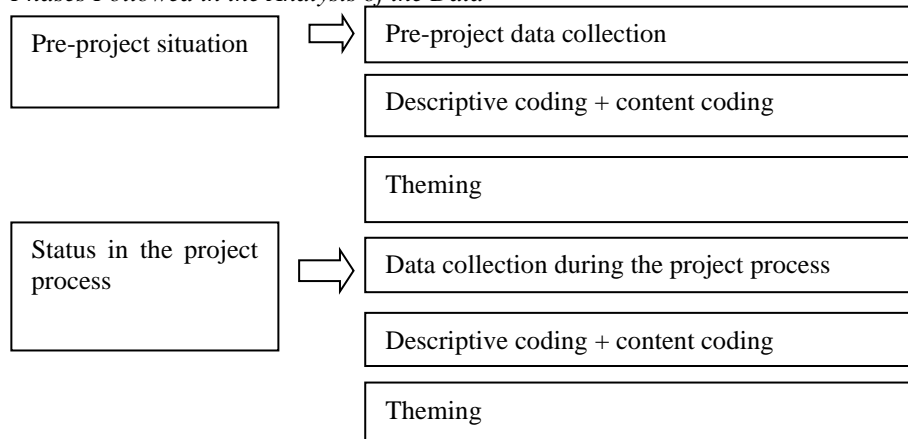 Phases Followed in the Analysis of the Data
Pre-project situation
Pre-project data collection
Descriptive coding + content coding
Theming
Status in the project
process
Data collection during the project process
Descriptive coding + content coding
Theming